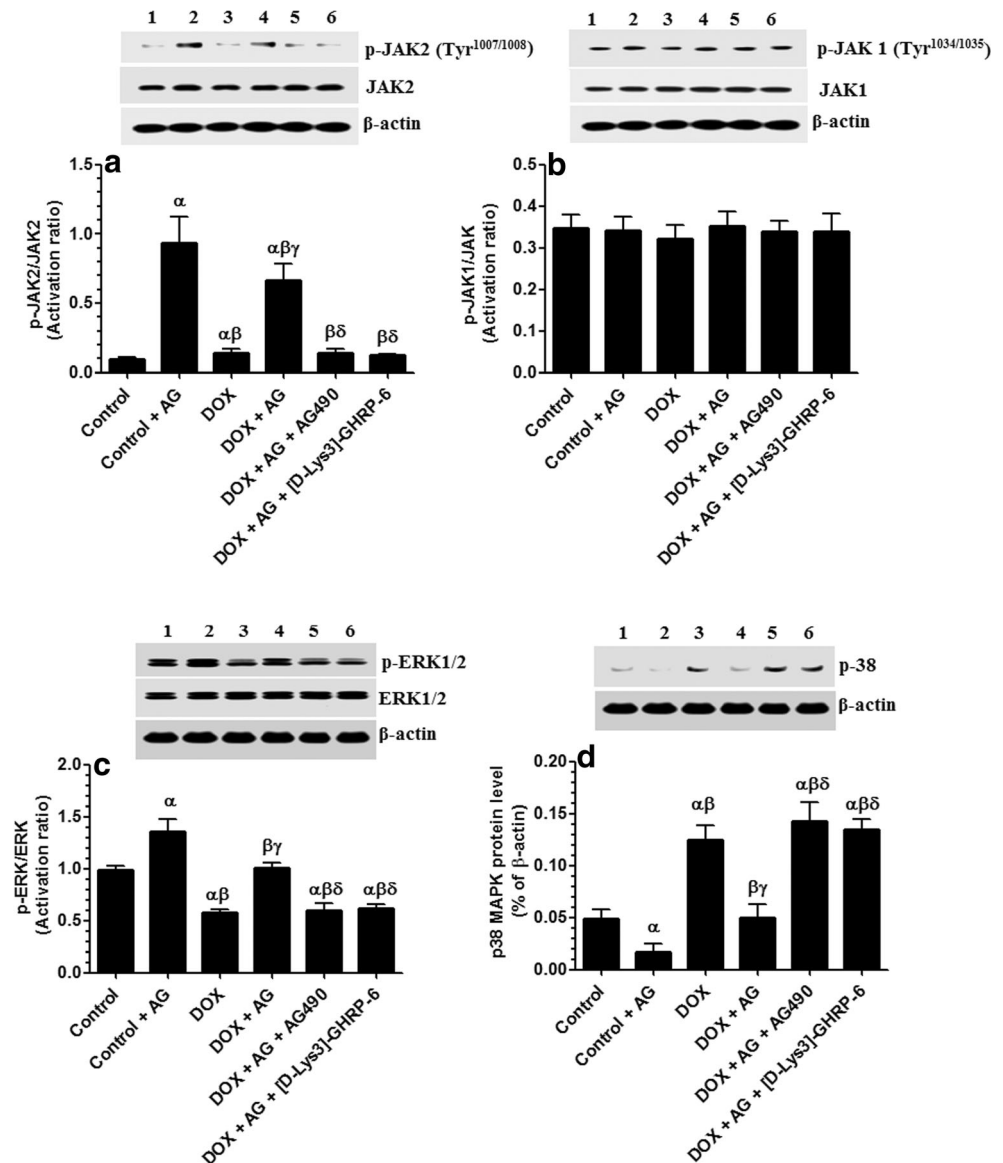 1 2 3 4 5 6
p-JAK2 (Tyr1007/1008)
JAK2
β-actin
a
1.5
1.0
0.5
0.0
p-JAK2/JAK2
(Activation ratio)
α
αβ
αβγ
βδ
βδ
Control
Control + AG
DOX
DOX + AG
DOX + AG + AG490
DOX + AG + [D-Lys3]-GHRP-6
1 2 3 4 5 6
p-JAK 1 (Tyr1034/1035)
JAK1
β-actin
b
0.5
0.4
0.3
0.2
0.1
0.0
p-JAK1/JAK
(Activation ratio)
Control
Control + AG
DOX
DOX + AG
DOX + AG + AG490
DOX + AG + [D-Lys3]-GHRP-6
1 2 3 4 5 6
p-ERK1/2
ERK1/2
β-actin
c
2.0
1.5
1.0
0.5
0.0
p-ERK/ERK
(Activation ratio)
α
αβ
βγ
αβδ
αβδ
Control
Control + AG
DOX
DOX + AG
DOX + AG + AG490
DOX + AG + [D-Lys3]-GHRP-6
1 2 3 4 5 6
p-38
β-actin
d
0.20
0.15
0.10
0.05
0.00
p38 MAPK protein level
(% of β-actin)
α
αβ
βγ
αβδ
αβδ
Control
Control + AG
DOX
DOX + AG
DOX + AG + AG490
DOX + AG + [D-Lys3]-GHRP-6